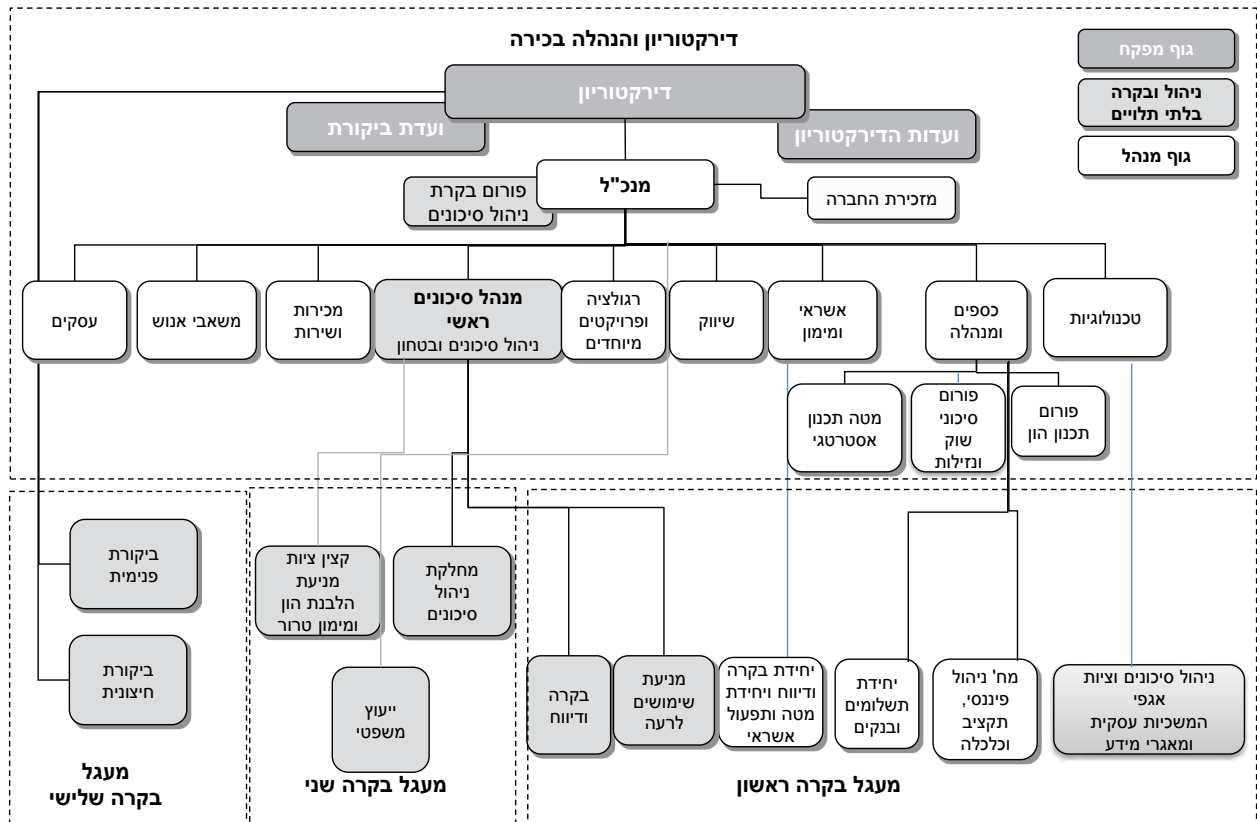 דירקטוריון והנהלה בכירה
גוף מפקח
ניהול ובקרה
בלתי תלויים
גוף מנהל
דירקטוריון
ועדות הדירקטוריון
ועדת ביקורת
מנכ"ל
מזכירת החברה
פורום בקרת
ניהול סיכונים
טכנולוגיות
כספים
ומנהלה
אשראי
ומימון
שיווק
רגולציה
ופרויקטים
מיוחדים
מנהל סיכונים
ראשי
ניהול סיכונים ובטחון
מכירות
ושירות
משאבי אנוש
עסקים
פורום
תכנון הון
פורום
סיכוני
שוק
ונזילות
מטה תכנון
אסטרטגי
ניהול סיכונים וציות
אגפי
המשכיות עסקית
ומאגרי מידע
מח' ניהול
פיננסי,
תקציב
וכלכלה
יחידת
תשלומים
ובנקים
יחידת בקרה
ודיווח ויחידת
מטה ותפעול
אשראי
מניעת
שימושים
לרעה
בקרה
ודיווח
מעגל בקרה ראשון
מחלקת
ניהול
סיכונים
קצין ציות
מניעת
הלבנת הון
ומימון טרור
ייעוץ
משפטי
מעגל בקרה שני
ביקורת
פנימית
ביקורת
חיצונית
מעגל
בקרה שלישי